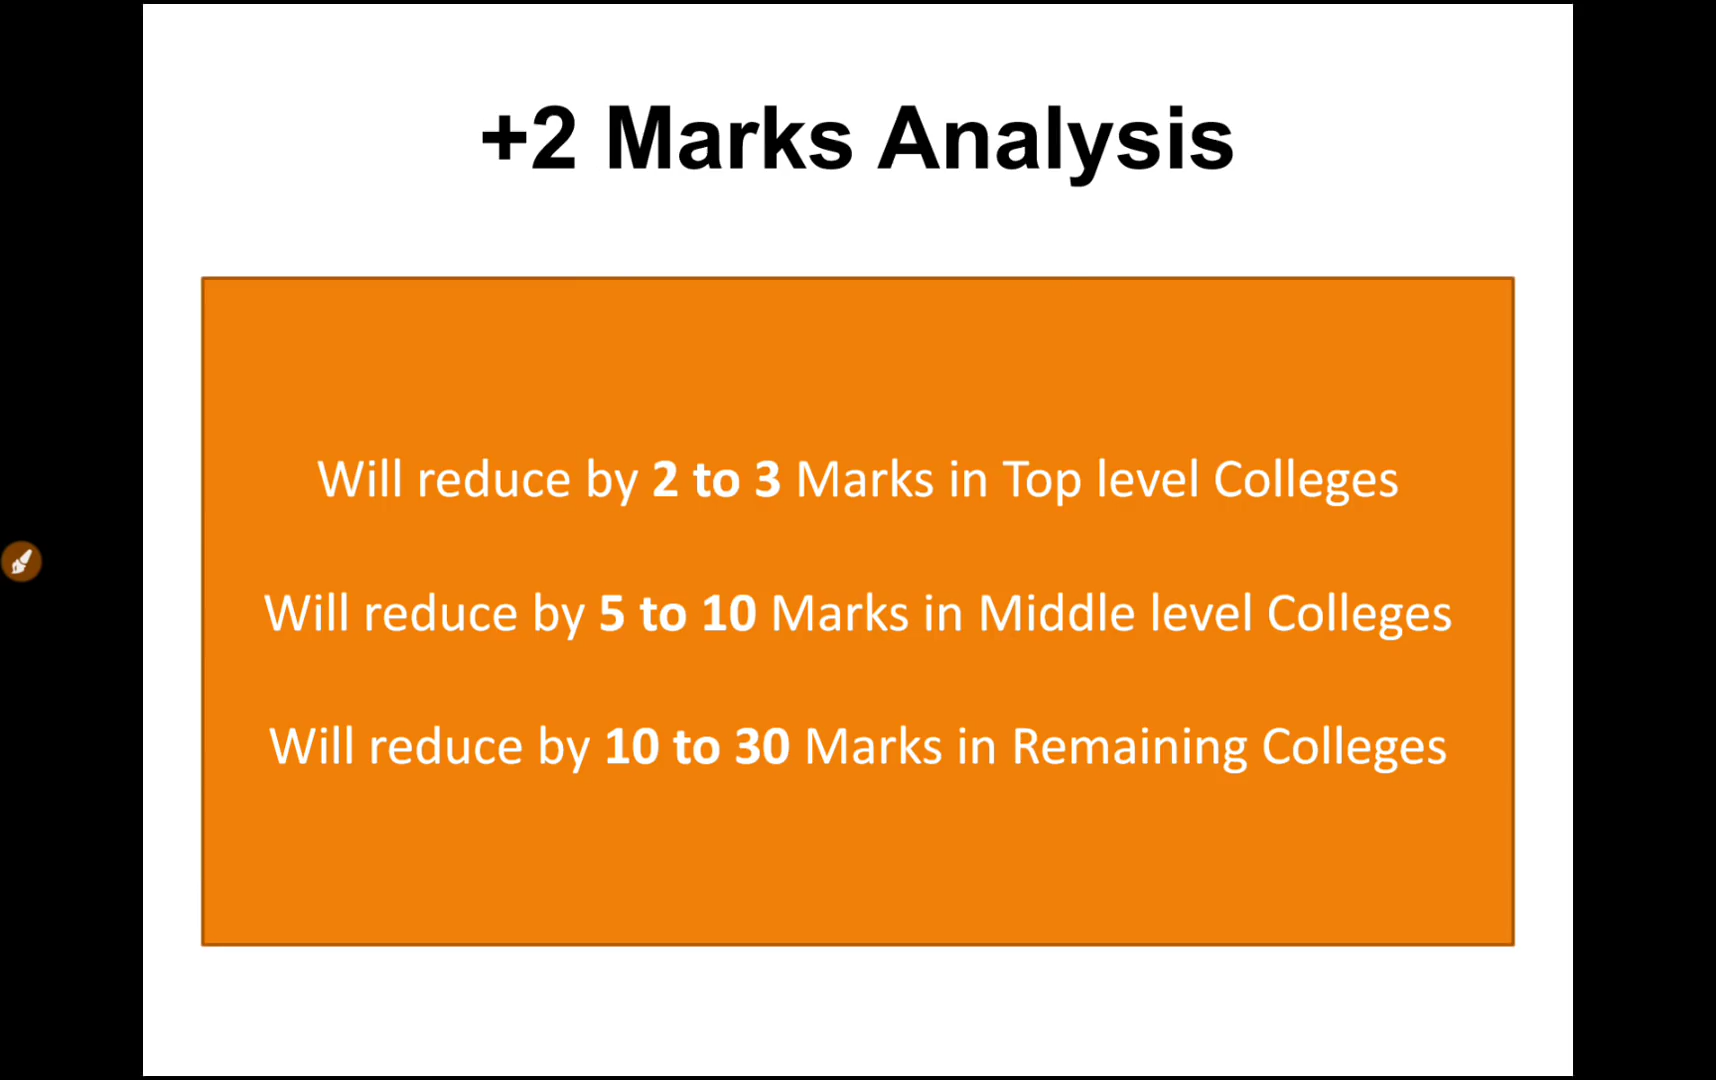 +2 Marks Analysis
Will reduce by 2 to 3 Marks in Top level Colleges
Will reduce by 5 to 10 Marks in Middle level Colleges
Will reduce by 10 to 30 Marks in Remaining Colleges